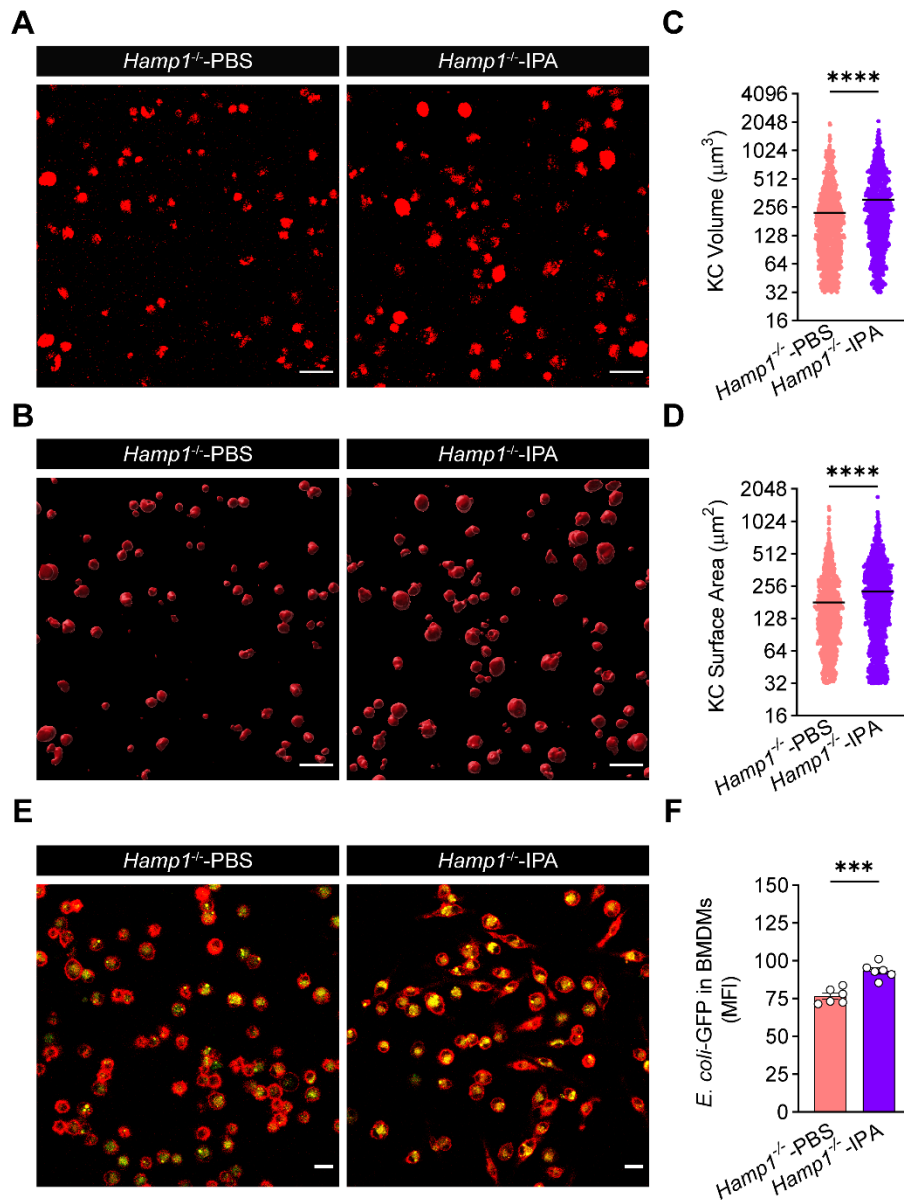 A
Hamp1⁻/⁻-PBS
Hamp1⁻/⁻-IPA
C
****
4096
2048
1024
512
256
128
64
32
16
KC Volume (μm³)
Hamp1⁻/⁻-PBS
Hamp1⁻/⁻-IPA
B
Hamp1⁻/⁻-PBS
Hamp1⁻/⁻-IPA
D
****
2048
1024
512
256
128
64
32
16
KC Surface Area (μm²)
Hamp1⁻/⁻-PBS
Hamp1⁻/⁻-IPA
E
Hamp1⁻/⁻-PBS
Hamp1⁻/⁻-IPA
F
***
150
125
100
75
50
25
0
E. coli-GFP in BMDMs
(MFI)
Hamp1⁻/⁻-PBS
Hamp1⁻/⁻-IPA